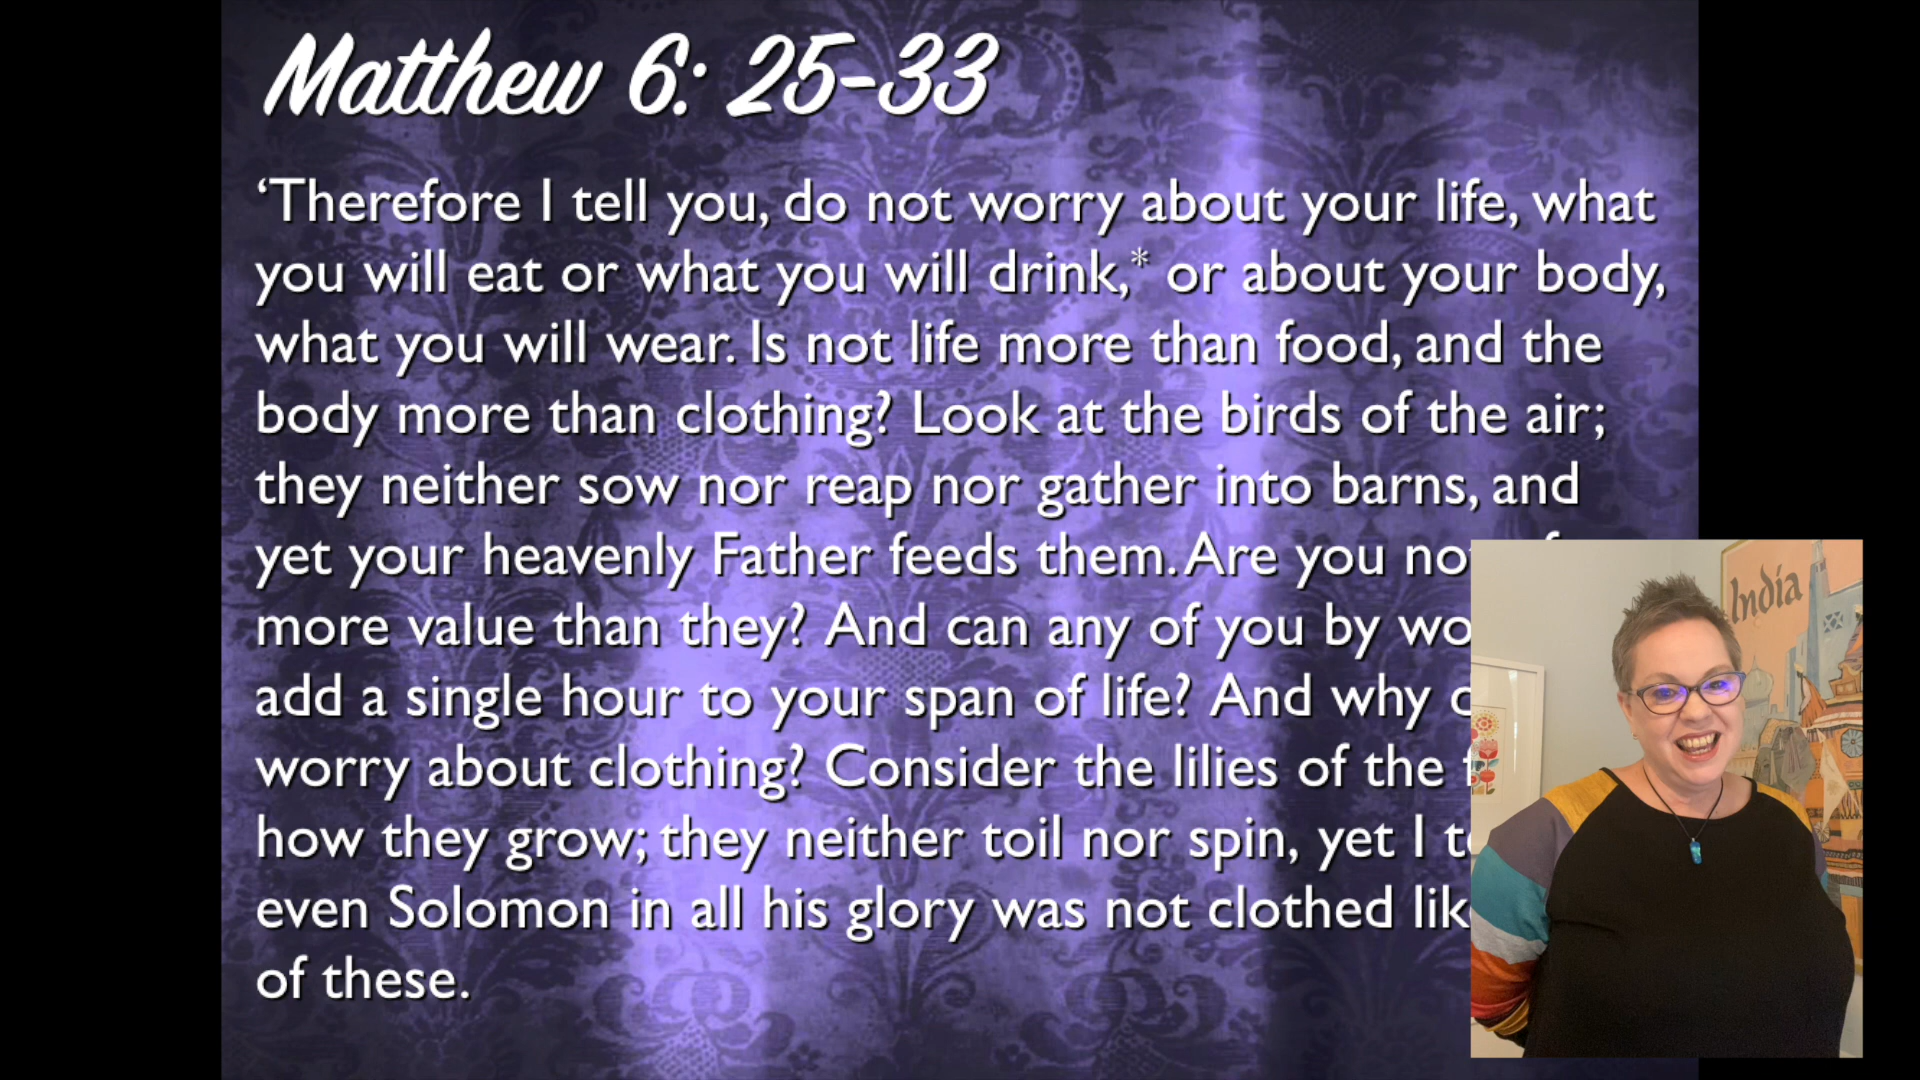 Matthew 6: 25-33
‘Therefore I tell you, do not worry about your life, what
you will eat or what you will drink,* or about your body,
what you will wear. Is not life more than food, and the
body more than clothing? Look at the birds of the air;
they neither sow nor reap nor gather into barns, and
yet your heavenly Father feeds them. Are you
more value than they? And can any of you by
add a single hour to your span of life? And why
worry about clothing? Consider the lilies of the
how they grow; they neither toil nor spin, yet I
even Solomon in all his glory was not clothed
of these.
India